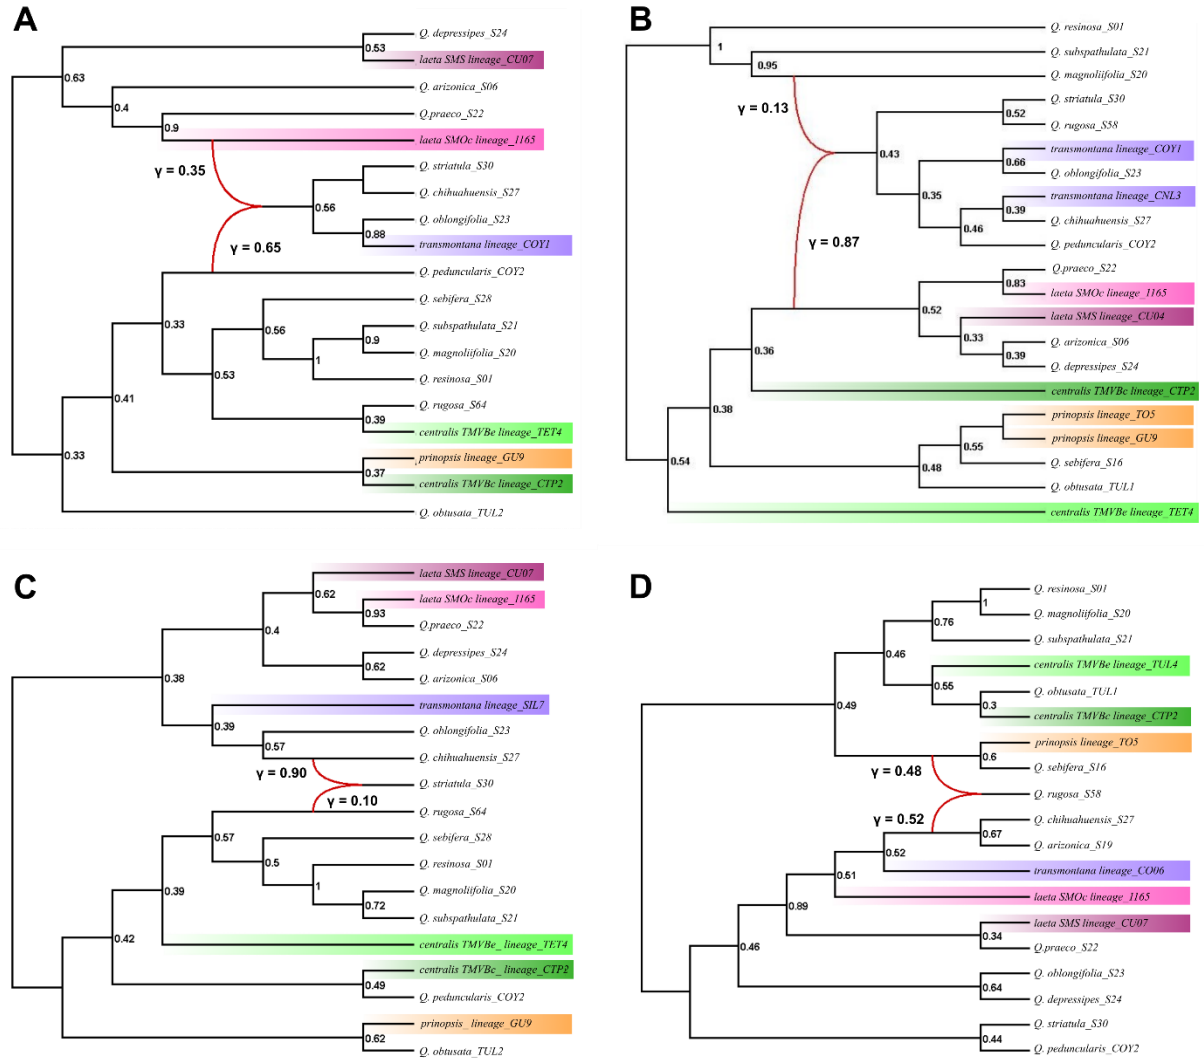 A
Q. depressipes_S24
0.53
laeta SMS lineage_CU07
0.63
Q. arizonica_S06
0.4
Q.praeco_S22
0.9
laeta SMOc lineage_1165
γ = 0.35
Q. striatula_S30
Q. chihuahuensis_S27
0.56
Q. oblongifolia_S23
0.88
transmontana lineage_COY1
γ = 0.65
Q. peduncularis_COY2
Q. sebifera_S28
0.33
0.56
Q. subspathulata_S21
0.9
Q. magnoliifolia_S20
1
0.53
Q. resinosa_S01
0.41
Q. rugosa_S64
0.39
centralis TMVBe lineage_TET4
0.33
prinopsis lineage_GU9
0.37
centralis TMVBc lineage_CTP2
Q. obtusata_TUL2
B
Q. resinosa_S01
1
Q. subspathulata_S21
0.95
Q. magnoliifolia_S20
γ = 0.13
Q. striatula_S30
0.52
Q. rugosa_S58
0.43
transmontana lineage_COY1
0.66
Q. oblongifolia_S23
0.35
transmontana lineage_CNL3
0.39
Q. chihuahuensis_S27
0.46
γ = 0.87
Q. peduncularis_COY2
Q.praeco_S22
0.83
laeta SMOc lineage_1165
0.52
laeta SMS lineage_CU04
0.33
Q. arizonica_S06
0.36
0.39
Q. depressipes_S24
centralis TMVBc lineage_CTP2
0.38
prinopsis lineage_TO5
prinopsis lineage_GU9
0.55
0.54
Q. sebifera_S16
0.48
Q. obtusata_TUL1
centralis TMVBe lineage_TET4
C
laeta SMS lineage_CU07
0.62
laeta SMOc lineage_1165
0.4
0.93
Q.praeco_S22
Q. depressipes_S24
0.62
0.38
Q. arizonica_S06
transmontana lineage_SIL7
0.39
Q. oblongifolia_S23
0.57
Q. chihuahuensis_S27
γ = 0.90
Q. striatula_S30
γ = 0.10
Q. rugosa_S64
0.57
Q. sebifera_S28
0.5
Q. resinosa_S01
1
0.39
Q. magnoliifolia_S20
0.72
Q. subspathulata_S21
0.42
centralis TMVBe_ lineage_TET4
centralis TMVBc_ lineage_CTP2
0.49
Q. peduncularis_COY2
prinopsis_ lineage_GU9
0.62
Q. obtusata_TUL2
D
Q. resinosa_S01
1
Q. magnoliifolia_S20
0.76
Q. subspathulata_S21
0.46
centralis TMVBe lineage_TUL4
0.55
Q. obtusata_TUL1
0.49
0.3
centralis TMVBc lineage_CTP2
prinopsis lineage_TO5
0.6
γ = 0.48
Q. sebifera_S16
Q. rugosa_S58
γ = 0.52
Q. chihuahuensis_S27
0.67
Q. arizonica_S19
0.52
0.51
transmontana lineage_CO06
laeta SMOc lineage_1165
0.89
laeta SMS lineage_CU07
0.34
0.46
Q.praeco_S22
Q. oblongifolia_S23
0.64
Q. depressipes_S24
Q. striatula_S30
0.44
Q. peduncularis_COY2